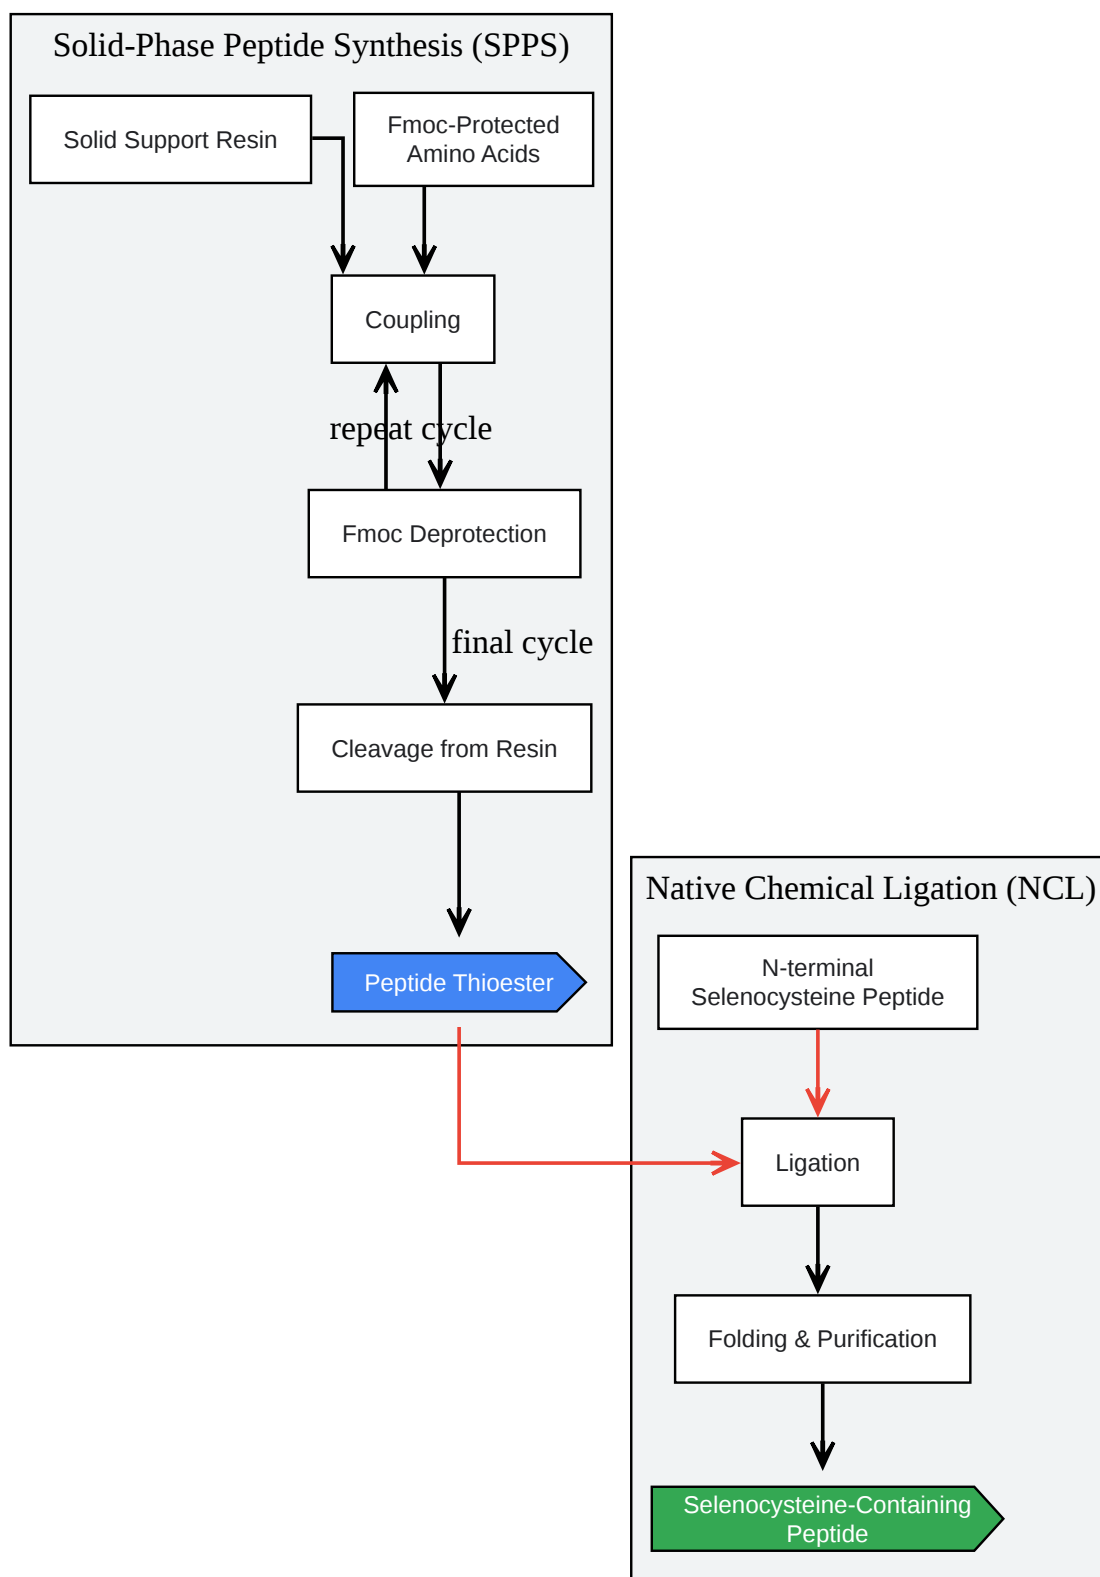 Solid-Phase Peptide Synthesis (SPPS)
Solid Support Resin
Fmoc-Protected
Amino Acids
Coupling
repeat cycle
Fmoc Deprotection
final cycle
Cleavage from Resin
Peptide Thioester
Native Chemical Ligation (NCL)
N-terminal
Selenocysteine Peptide
Ligation
Folding & Purification
Selenocysteine-Containing
Peptide